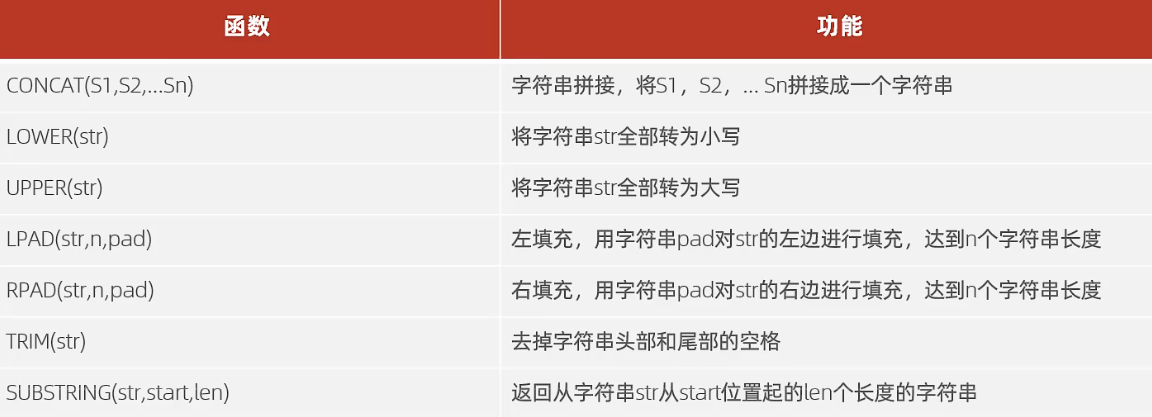 函数 功能
CONCAT(S1,S2,...Sn) 字符串拼接，将S1，S2，... Sn拼接成一个字符串
LOWER(str) 将字符串str全部转为小写
UPPER(str) 将字符串str全部转为大写
LPAD(str,n,pad) 左填充，用字符串pad对str的左边进行填充，达到n个字符串长度
RPAD(str,n,pad) 右填充，用字符串pad对str的右边进行填充，达到n个字符串长度
TRIM(str) 去掉字符串头部和尾部的空格
SUBSTRING(str,start,len) 返回从字符串str从start位置起的len个长度的字符串